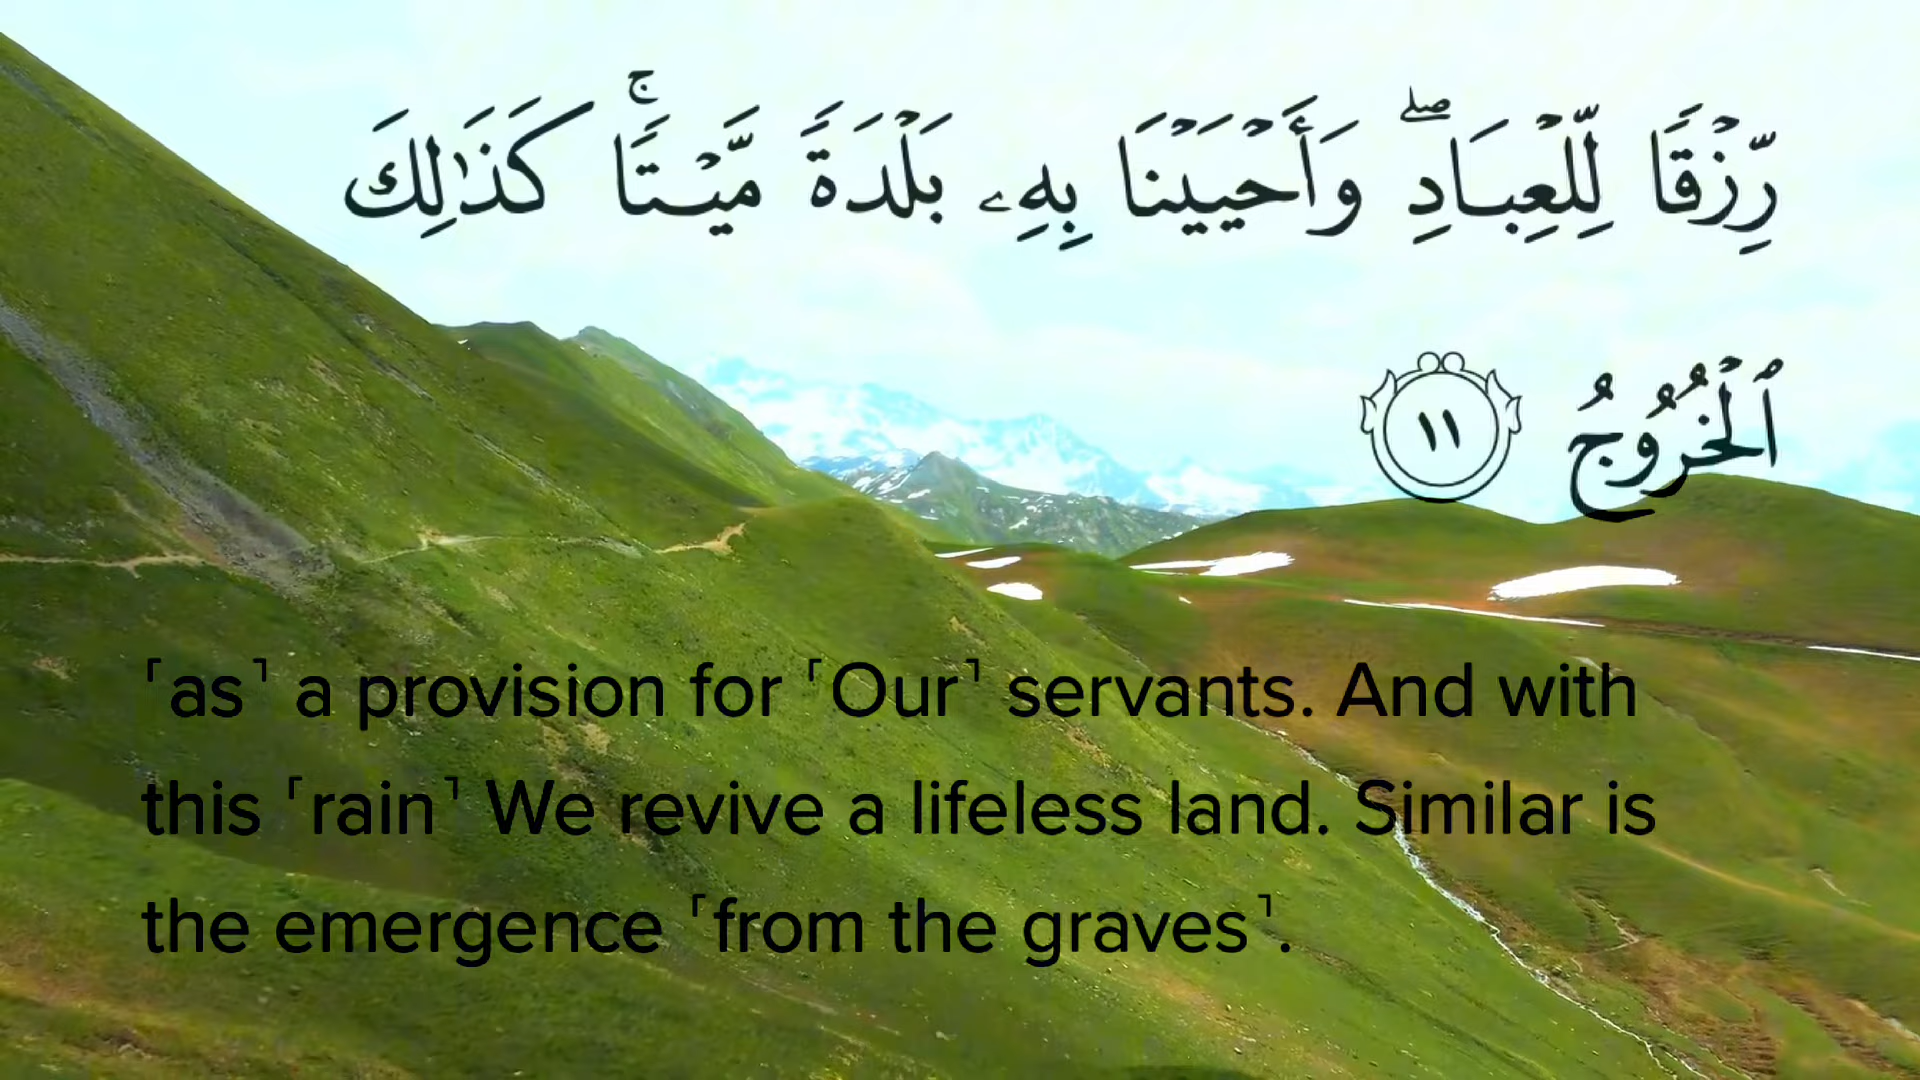 رِّزْقًا لِّلْعِبَادِ ۖ وَأَحْيَيْنَا بِهِۦ بَلْدَةً مَّيْتًا ۚ كَذَٰلِكَ
ٱلْخُرُوجُ ١١
⸢as⸣ a provision for ⸢Our⸣ servants. And with
this ⸢rain⸣ We revive a lifeless land. Similar is
the emergence ⸢from the graves⸣.